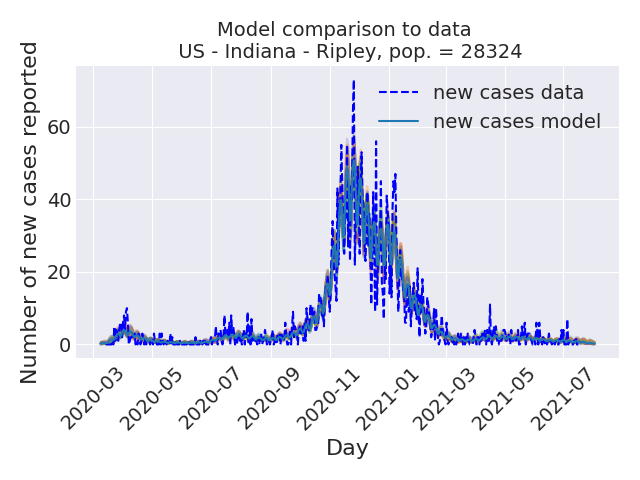 Model comparison to data
US - Indiana - Ripley, pop. = 28324
Number of new cases reported
60
40
20
0
new cases data
new cases model
2020-03
2020-05
2020-07
2020-09
2020-11
2021-01
2021-03
2021-05
2021-07
Day